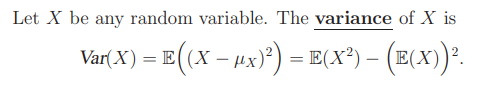 Let X be any random variable. The variance of X is
Var(X) = 𝔼((X − μ_X)²) = 𝔼(X²) − (𝔼(X))².